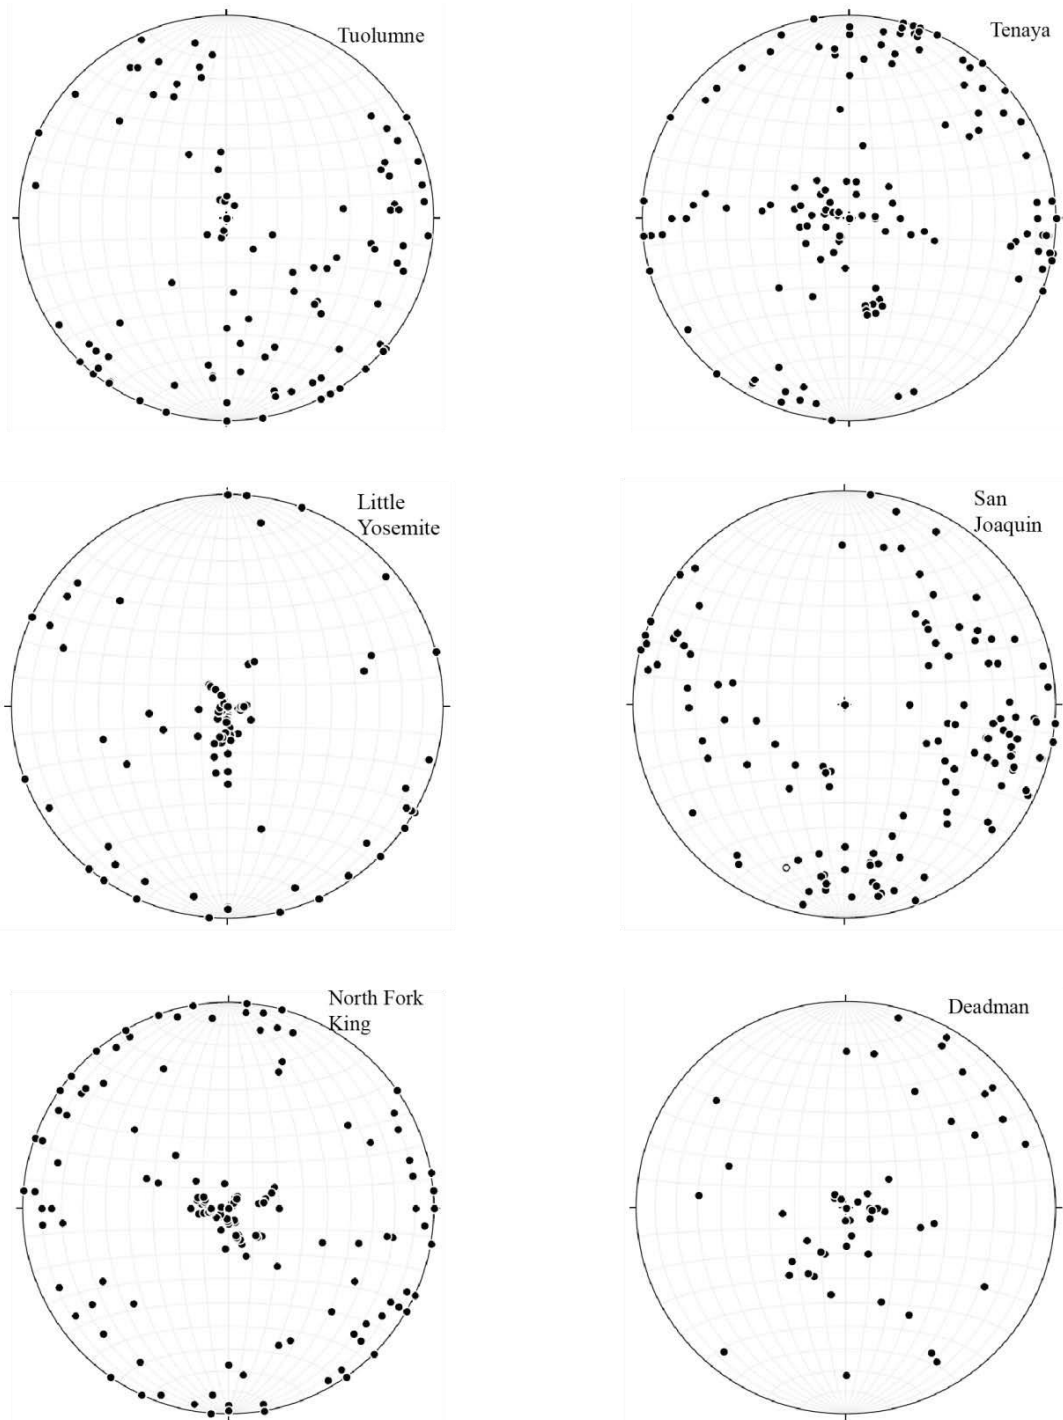 Tuolumne
Tenaya
Little
Yosemite
San
Joaquin
North Fork
King
Deadman